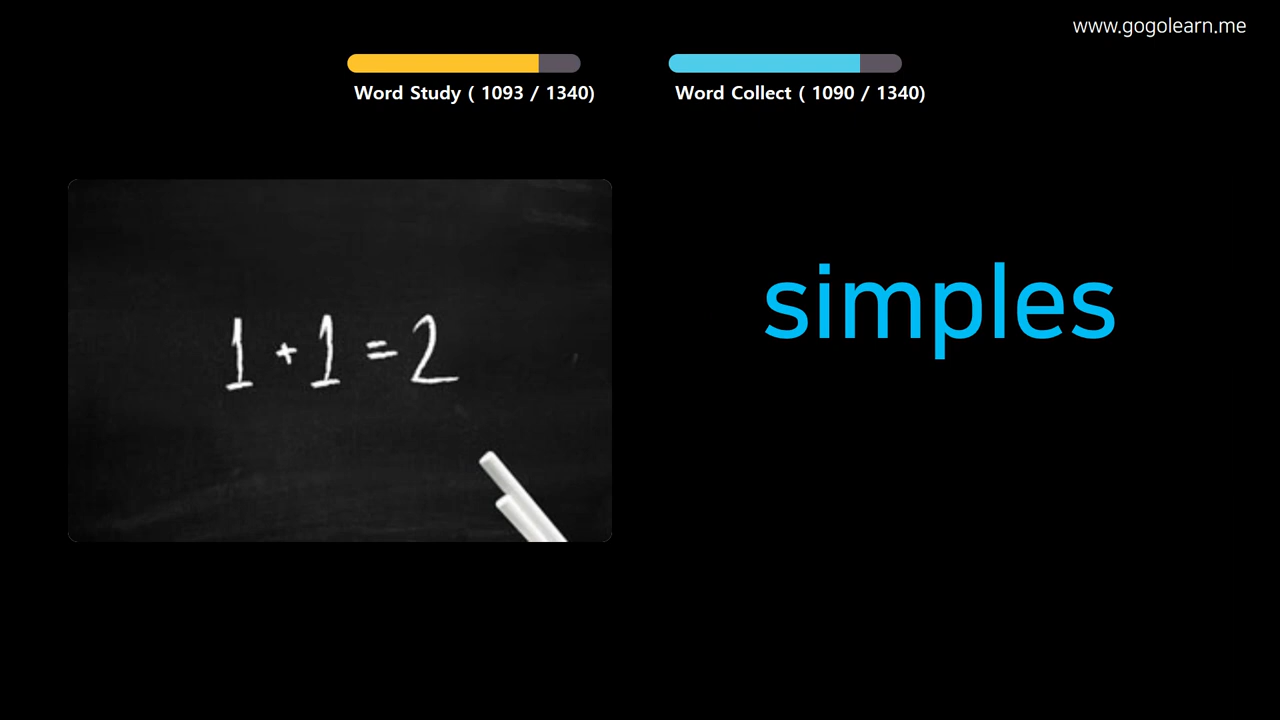 www.gogolearn.me
Word Study ( 1093 / 1340)
Word Collect ( 1090 / 1340)
simples
1 + 1 = 2